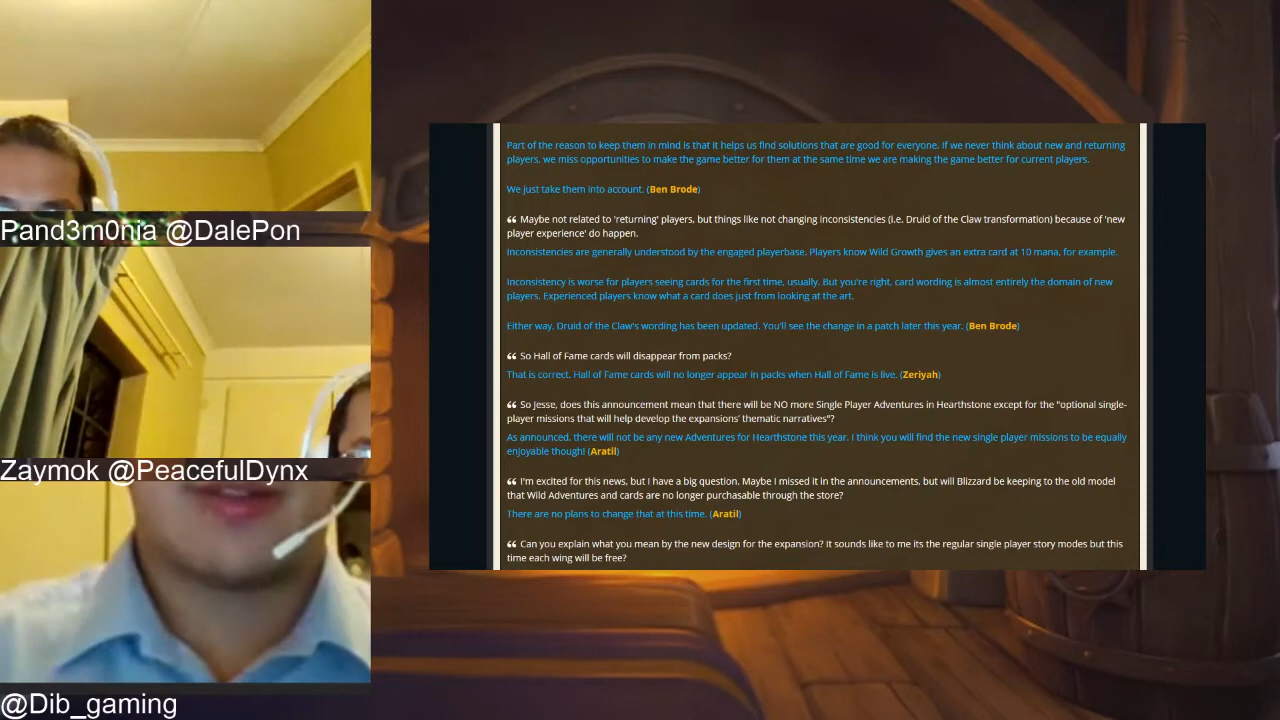 Pand3m0nia @DalePon
Zaymok @PeacefulDynx
@Dib_gaming
Part of the reason to keep them in mind is that it helps us find solutions that are good for everyone. If we never think about new and returning
players, we miss opportunities to make the game better for them at the same time we are making the game better for current players.
We just take them into account. (Ben Brode)
❝ Maybe not related to 'returning' players, but things like not changing inconsistencies (i.e. Druid of the Claw transformation) because of 'new
player experience' do happen.
Inconsistencies are generally understood by the engaged playerbase. Players know Wild Growth gives an extra card at 10 mana, for example.
Inconsistency is worse for players seeing cards for the first time, usually. But you're right, card wording is almost entirely the domain of new
players. Experienced players know what a card does just from looking at the art.
Either way, Druid of the Claw's wording has been updated. You'll see the change in a patch later this year. (Ben Brode)
❝ So Hall of Fame cards will disappear from packs?
That is correct. Hall of Fame cards will no longer appear in packs when Hall of Fame is live. (Zeriyah)
❝ So Jesse, does this announcement mean that there will be NO more Single Player Adventures in Hearthstone except for the "optional single-
player missions that will help develop the expansions' thematic narratives"?
As announced, there will not be any new Adventures for Hearthstone this year. I think you will find the new single player missions to be equally
enjoyable though! (Aratil)
❝ I'm excited for this news, but I have a big question. Maybe I missed it in the announcements, but will Blizzard be keeping to the old model
that Wild Adventures and cards are no longer purchasable through the store?
There are no plans to change that at this time. (Aratil)
❝ Can you explain what you mean by the new design for the expansion? It sounds like to me its the regular single player story modes but this
time each wing will be free?